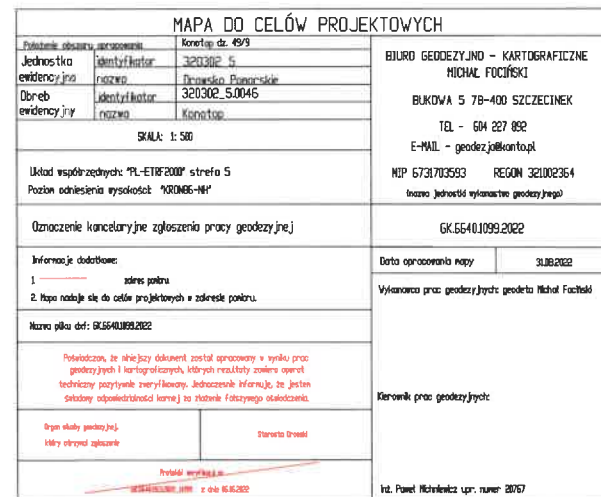 MAPA DO CELÓW PROJEKTOWYCH
Położenie obszaru opracowania Konotop dz. 49/9
Jednostka ewidencyjna identyfikator 320302_5
nazwa Drawsko Pomorskie
Obręb ewidencyjny identyfikator 320302_5.0046
nazwa Konotop
SKALA: 1: 500
Układ współrzędnych: "PL-ETRF2000" strefa 5
Poziom odniesienia wysokości: "KRON86-NH"
BIURO GEODEZYJNO - KARTOGRAFICZNE
MICHAŁ FOCIŃSKI
BUKOWA 5 78-400 SZCZECINEK
TEL - 604 227 892
E-MAIL - geodezja@konto.pl
NIP 6731703593 REGON 321002364
(nazwa jednostki wykonawstwa geodezyjnego)
Oznaczenie kancelaryjne zgłoszenia pracy geodezyjnej
GK.6640.1099.2022
Informacje dodatkowe:
1 zakres pomiaru
2. Mapa nadaje się do celów projektowych w zakresie pomiaru.
Data opracowania mapy 31.08.2022
Nazwa pliku dxf: GK.6640.1099.2022
Wykonawca prac geodezyjnych: geodeta Michał Fociński
Poświadczam, że niniejszy dokument został opracowany w wyniku prac
geodezyjnych i kartograficznych, których rezultaty zawiera operat
techniczny pozytywnie zweryfikowany. Jednocześnie informuję, że jestem
świadomy odpowiedzialności karnej za złożenie fałszywego oświadczenia.
Kierownik prac geodezyjnych:
Organ służby geodezyjnej,
który otrzymał zgłoszenie
Starosta Drawski
Protokół weryfikacji nr
z dnia 06.10.2022
inż. Paweł Michniewicz upr. numer 20767